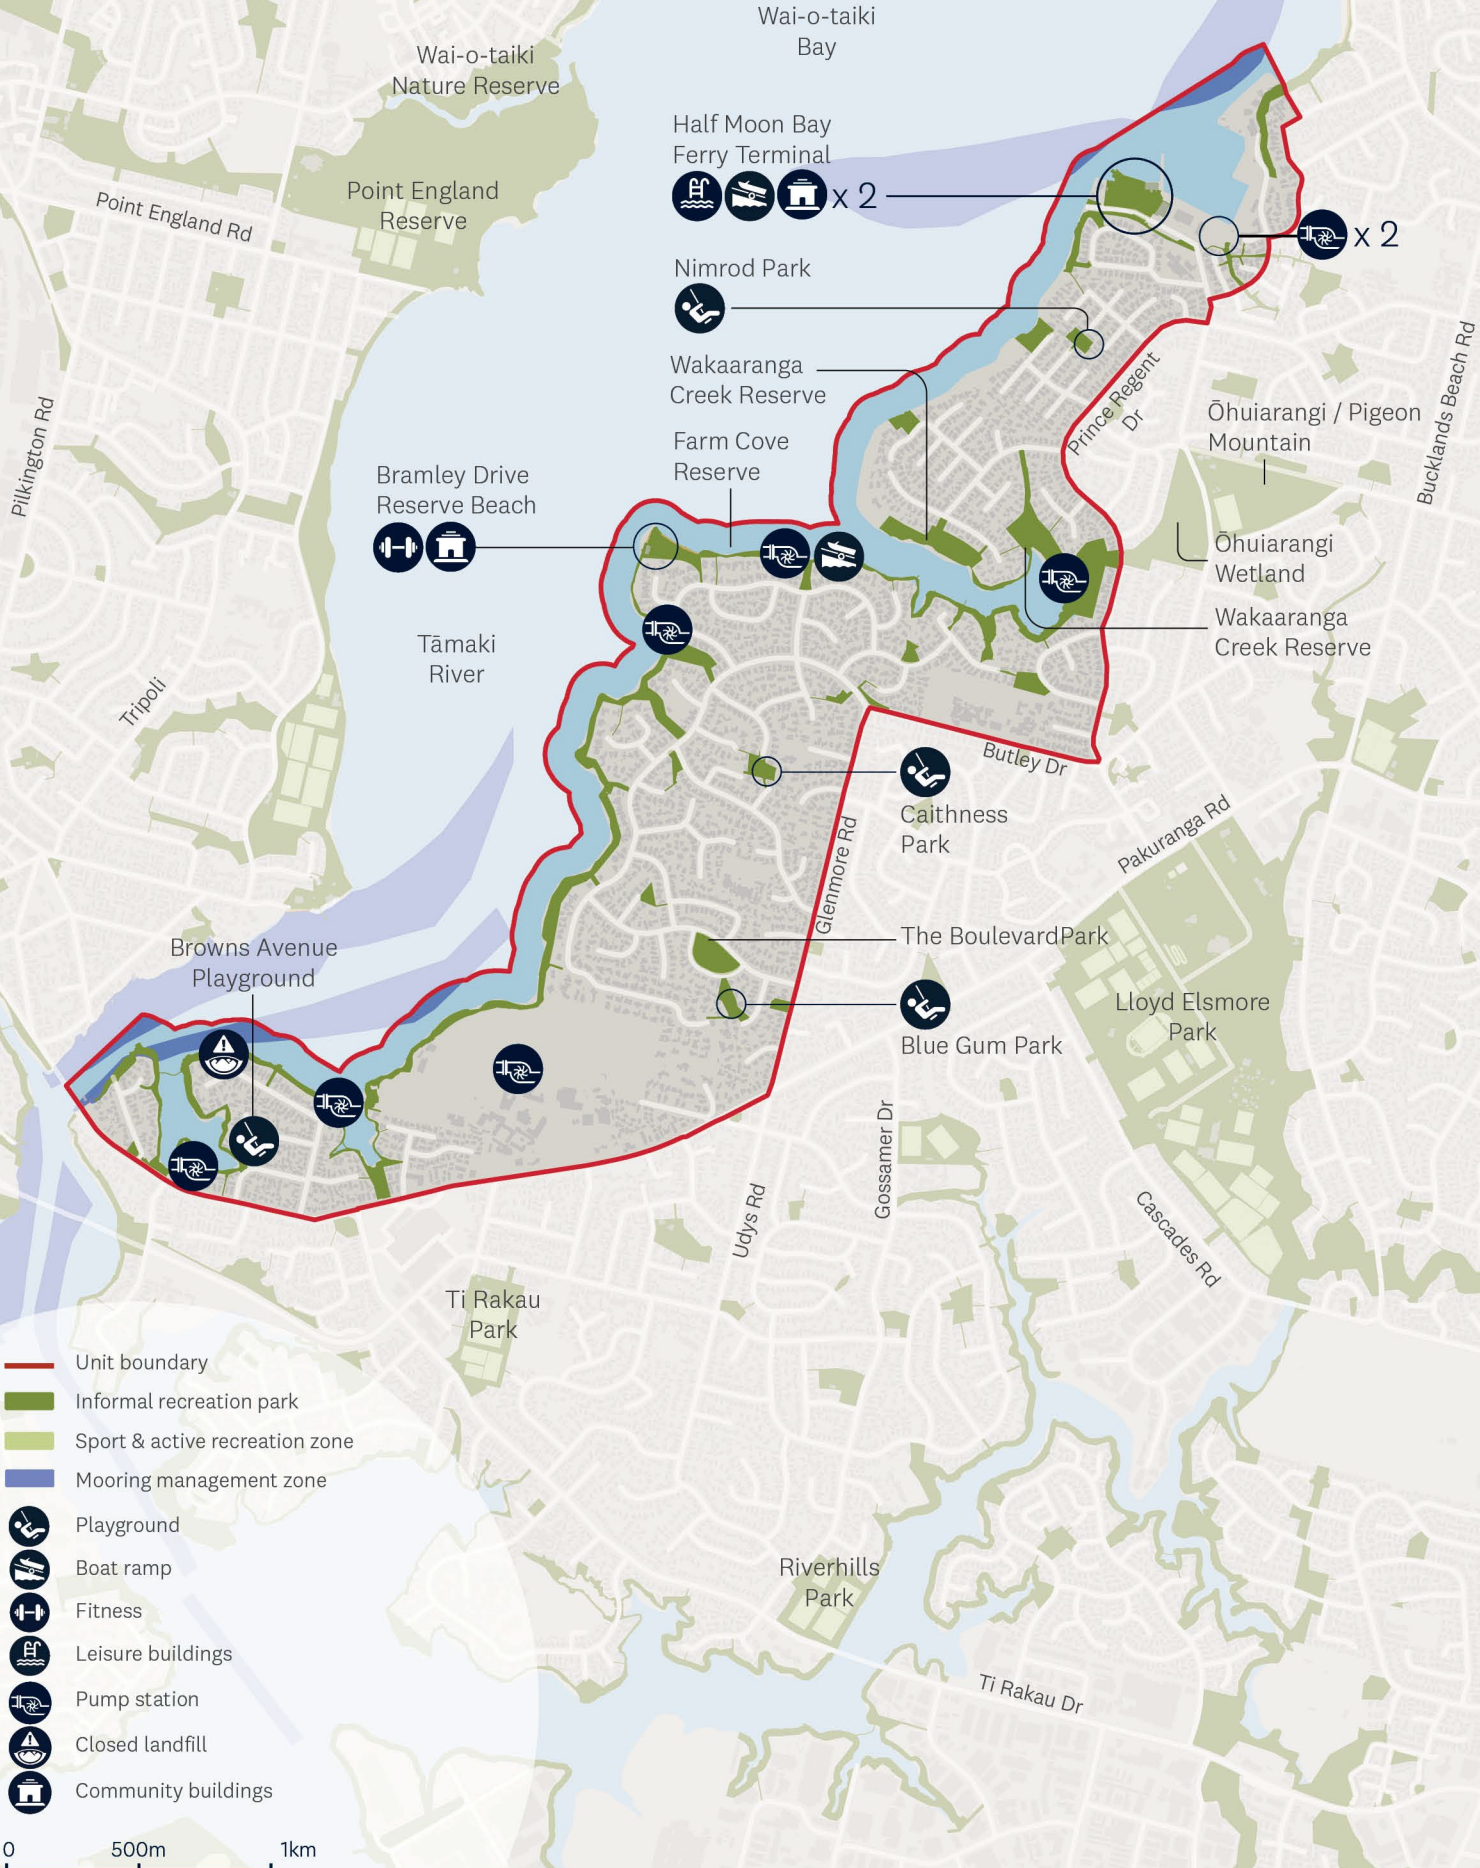 Wai-o-taiki
Bay
Wai-o-taiki
Nature Reserve
Half Moon Bay
Ferry Terminal
x 2
Point England
Reserve
Point England Rd
x 2
Nimrod Park
Wakaaranga
Creek Reserve
Prince Regent
Dr
Bucklands Beach Rd
Ōhuiarangi / Pigeon
Mountain
Pilkington Rd
Farm Cove
Reserve
Bramley Drive
Reserve Beach
Ōhuiarangi
Wetland
Wakaaranga
Creek Reserve
Tāmaki
River
Tripoli
Butley Dr
Caithness
Park
Pakuranga Rd
Glenmore Rd
The BoulevardPark
Browns Avenue
Playground
Lloyd Elsmore
Park
Blue Gum Park
Gossamer Dr
Udys Rd
Cascades Rd
Ti Rakau
Park
Unit boundary
Informal recreation park
Sport & active recreation zone
Mooring management zone
Playground
Boat ramp
Fitness
Leisure buildings
Pump station
Closed landfill
Community buildings
Riverhills
Park
Ti Rakau Dr
0 500m 1km